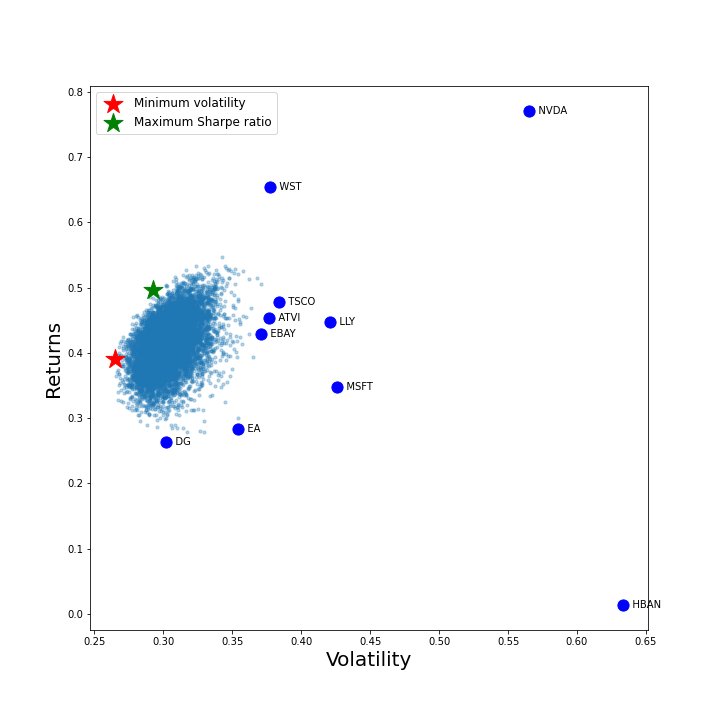 Minimum volatility
Maximum Sharpe ratio
0.8
0.7
0.6
0.5
0.4
0.3
0.2
0.1
0.0
Returns
NVDA
WST
TSCO
ATVI
LLY
EBAY
MSFT
EA
DG
HBAN
0.25 0.30 0.35 0.40 0.45 0.50 0.55 0.60 0.65
Volatility